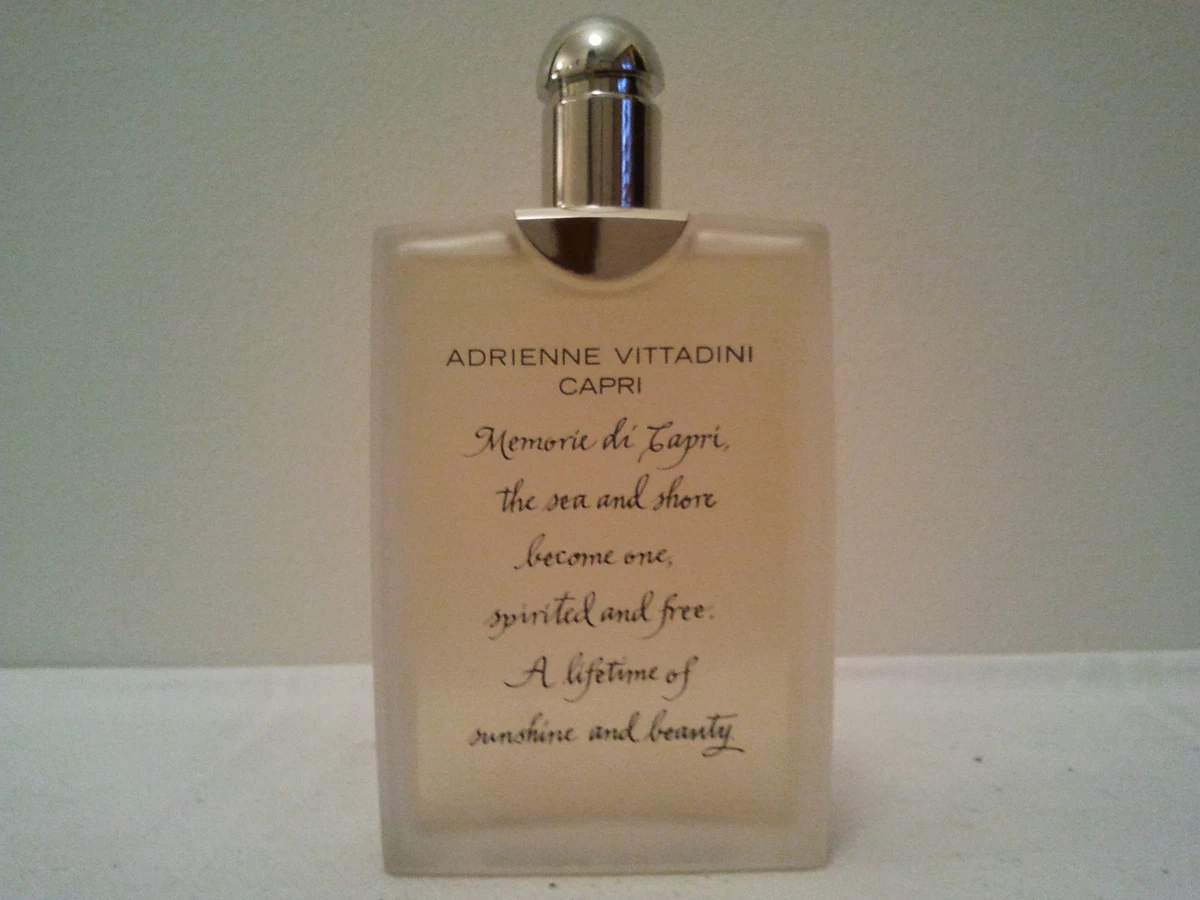 ADRIENNE VITTADINI
CAPRI
Memorie di Capri,
the sea and shore
become one,
spirited and free.
A lifetime of
sunshine and beauty